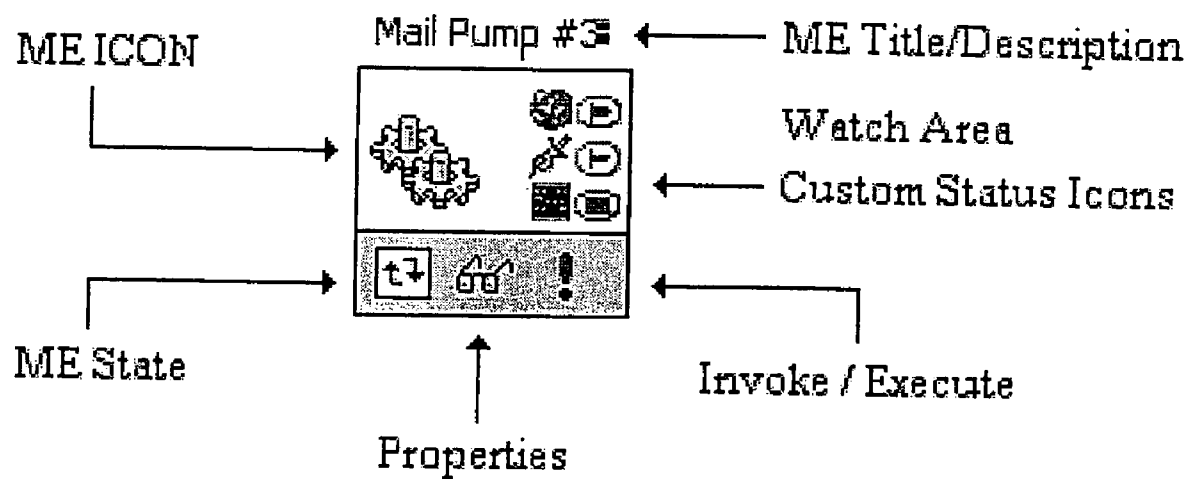 Mail Pump #3
ME ICON
ME Title/Description
Watch Area
Custom Status Icons
ME State
Invoke / Execute
Properties